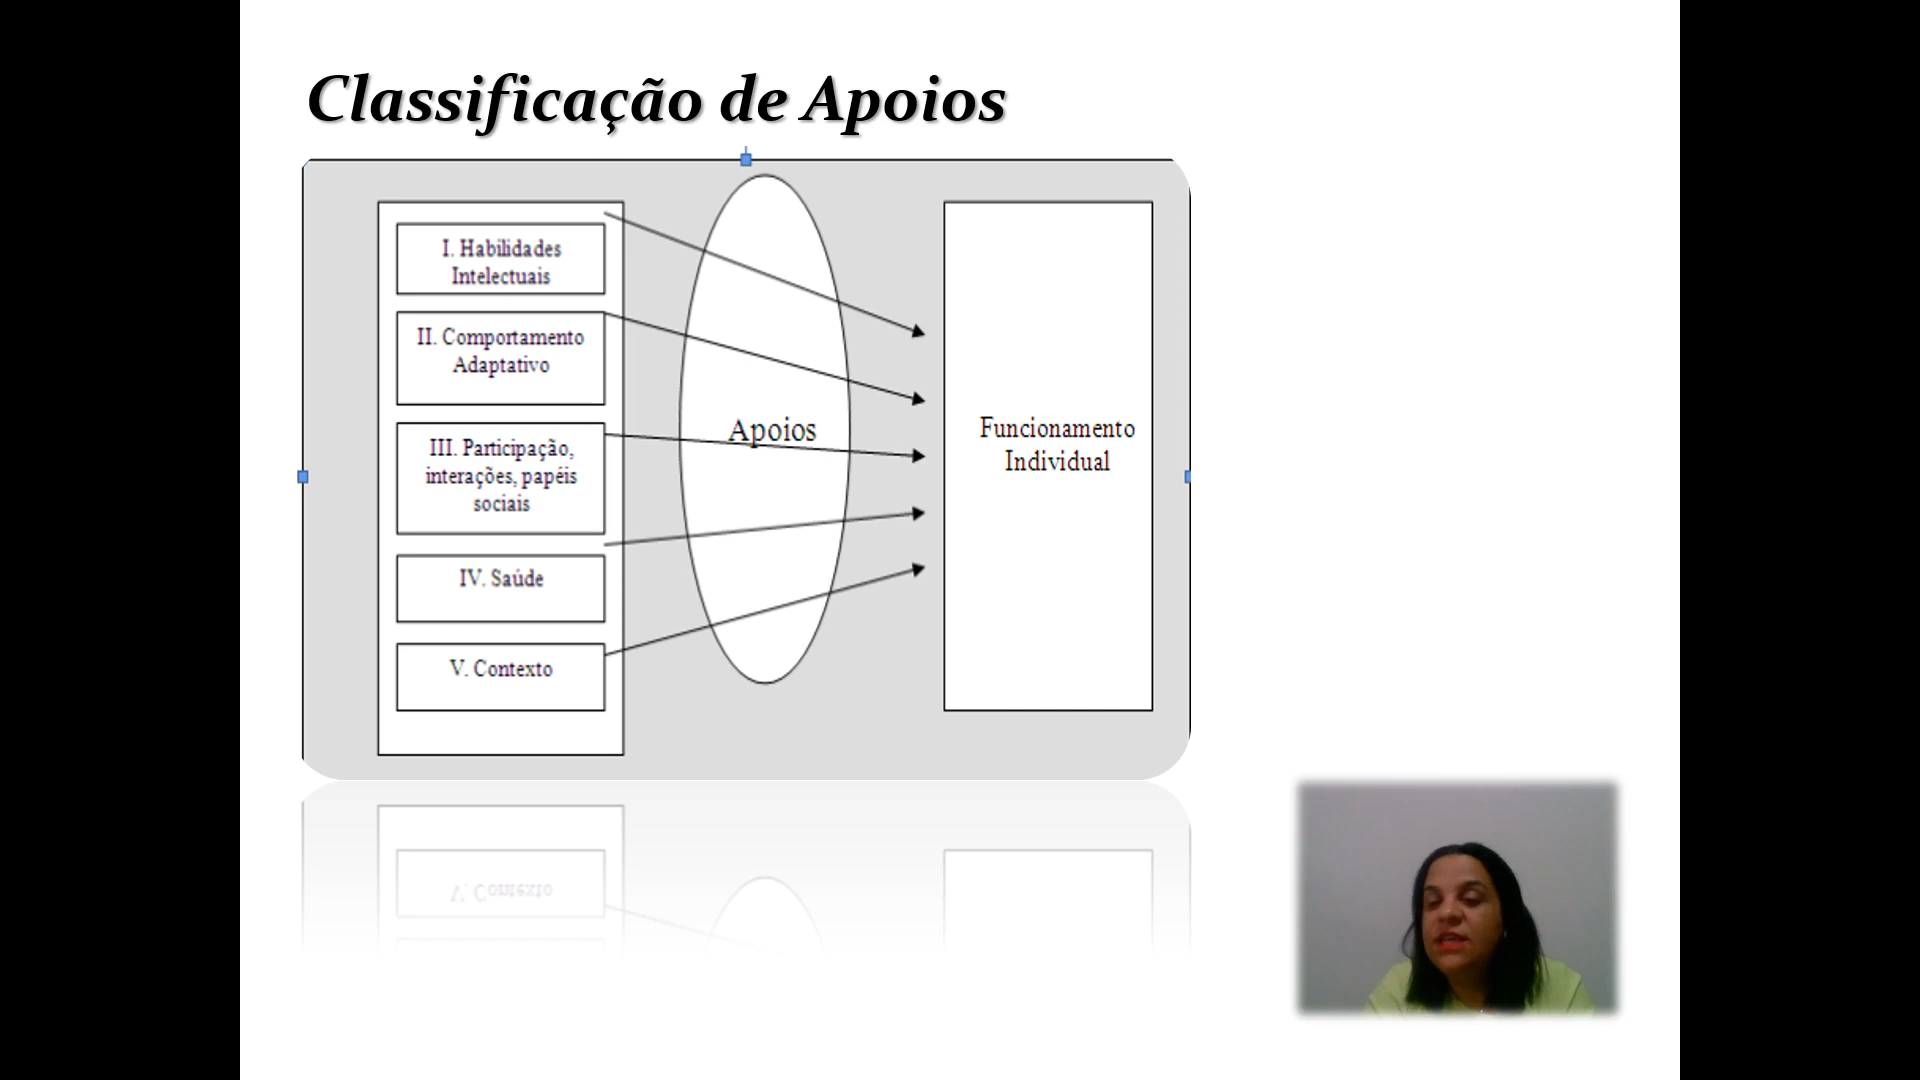 Classificação de Apoios
I. Habilidades
Intelectuais
II. Comportamento
Adaptativo
III. Participação,
interações, papéis
sociais
IV. Saúde
V. Contexto
Apoios
Funcionamento
Individual
V. Contexto